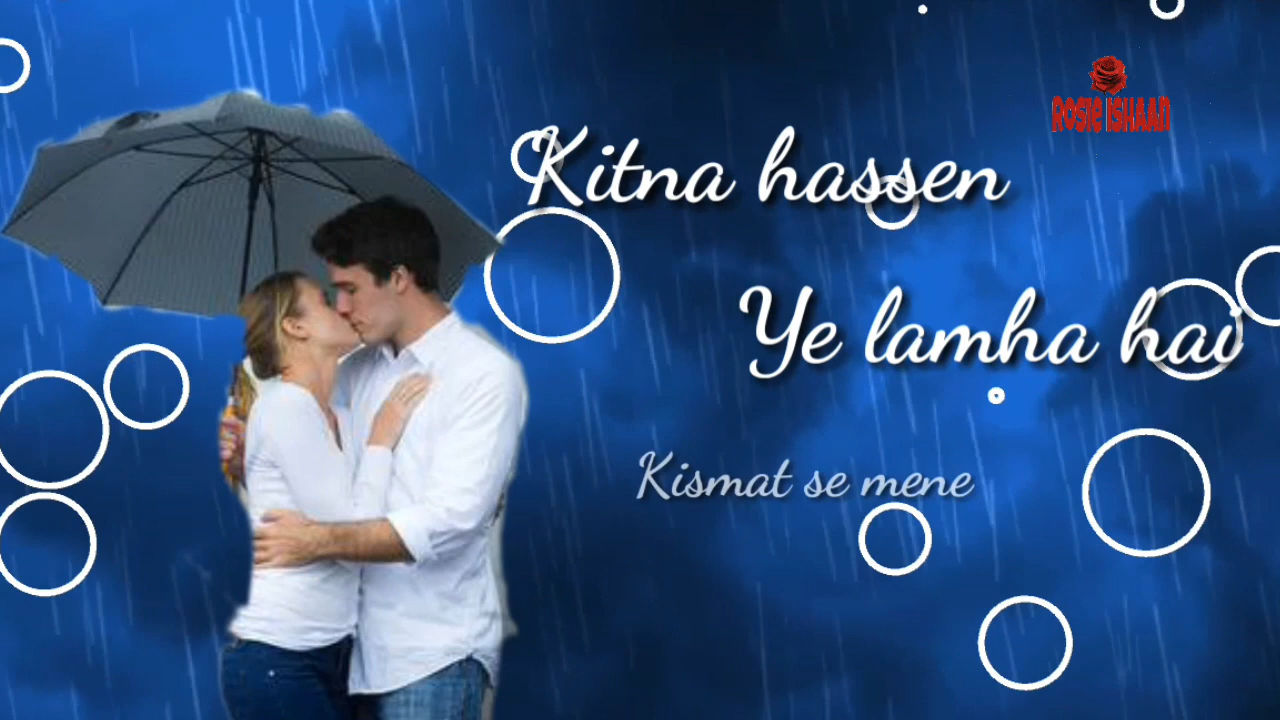 ROSIE ISHAAN
Kitna hassen
Ye lamha hai
Kismat se mene